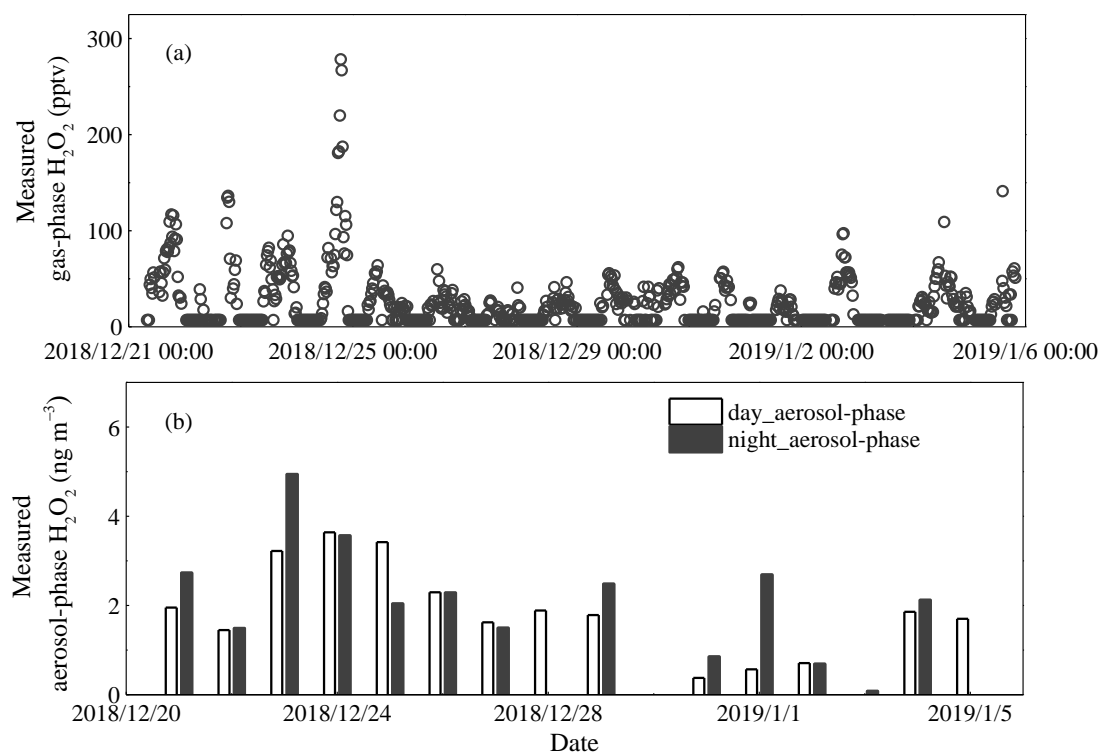 300
200
100
0
Measured
gas-phase H₂O₂ (pptv)
(a)
2018/12/21 00:00
2018/12/25 00:00
2018/12/29 00:00
2019/1/2 00:00
2019/1/6 00:00
6
4
2
0
Measured
aerosol-phase H₂O₂ (ng m⁻³)
(b)
day_aerosol-phase
night_aerosol-phase
2018/12/20
2018/12/24
2018/12/28
2019/1/1
2019/1/5
Date